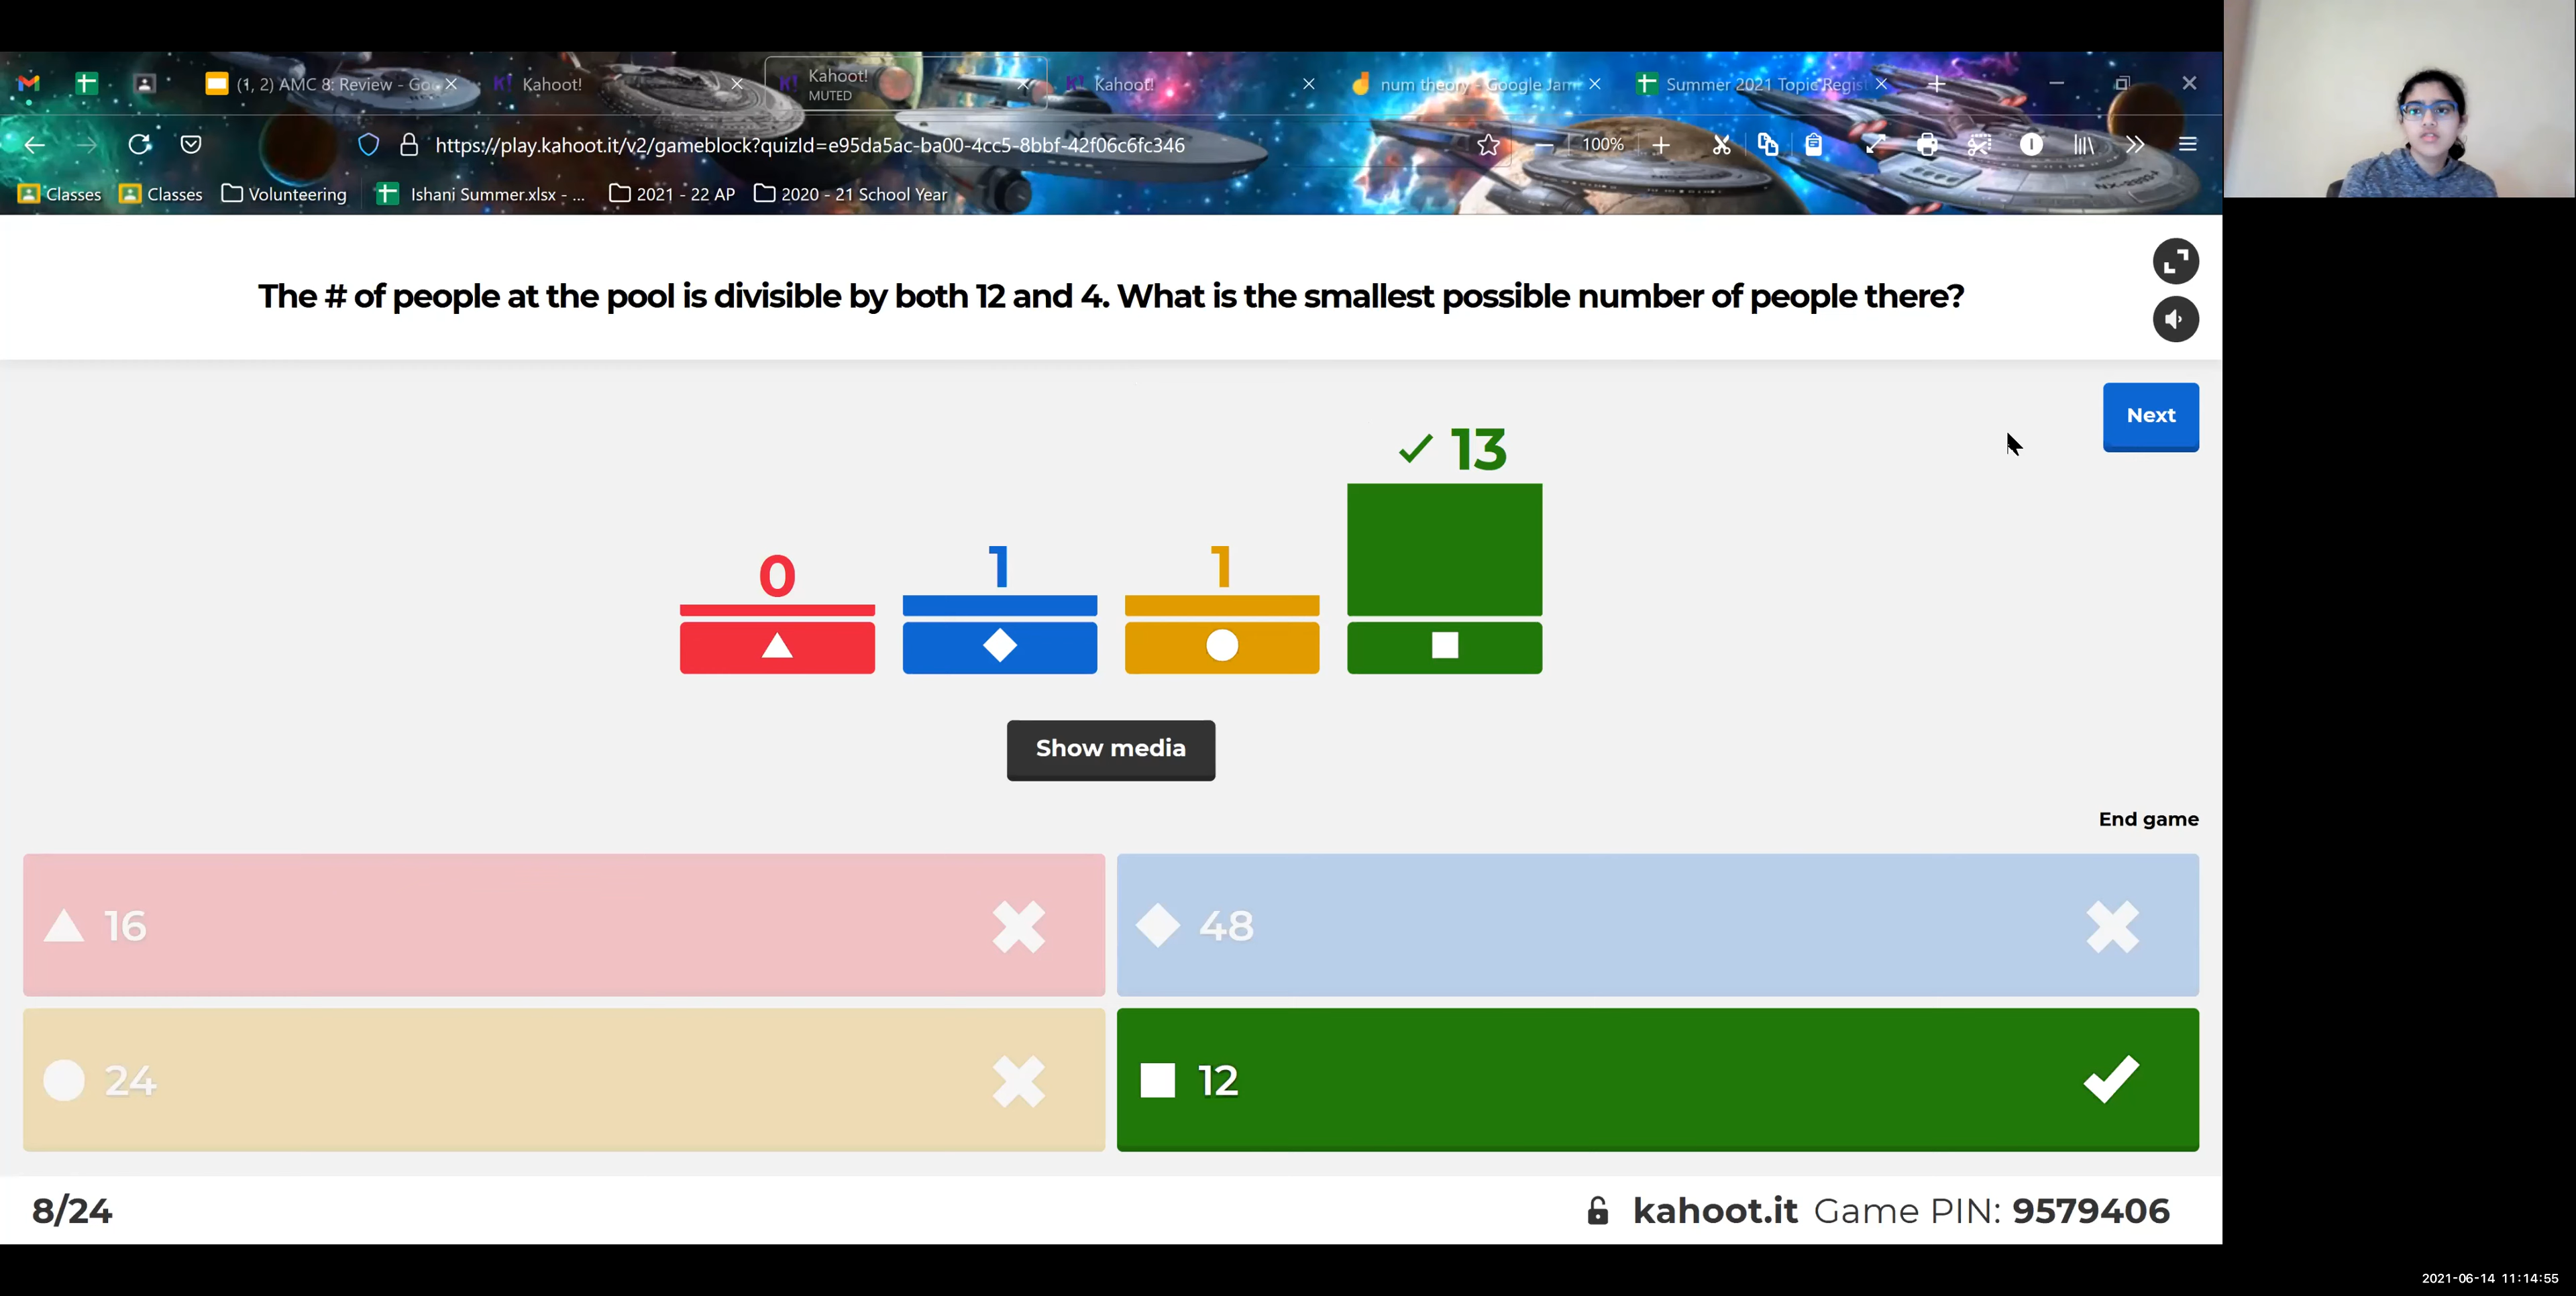 (1, 2) AMC 8: Review - Goo
Kahoot!
Kahoot!
MUTED
Kahoot!
num theory - Google Jam
Summer 2021 Topic Regist
https://play.kahoot.it/v2/gameblock?quizId=e95da5ac-ba00-4cc5-8bbf-42f06c6fc346
100%
Classes
Classes
Volunteering
Ishani Summer.xlsx - ...
2021 - 22 AP
2020 - 21 School Year
The # of people at the pool is divisible by both 12 and 4. What is the smallest possible number of people there?
Next
0
1
1
13
Show media
End game
16
48
24
12
8/24
kahoot.it Game PIN: 9579406
2021-06-14 11:14:55